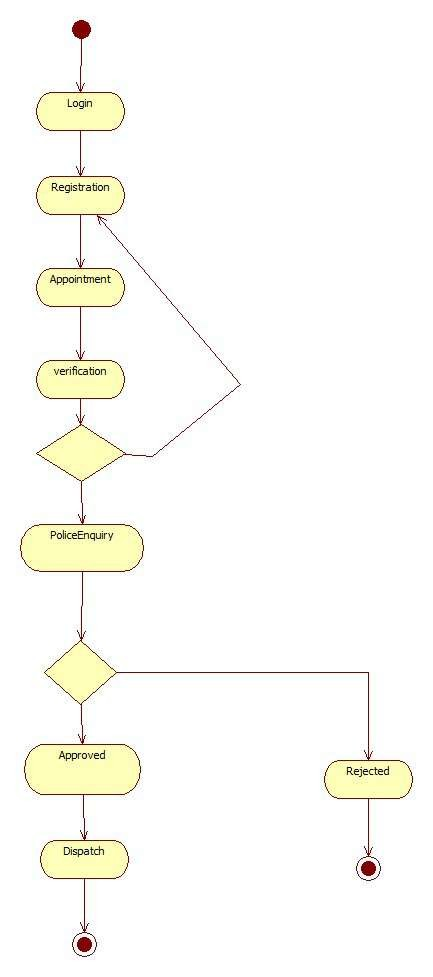 Login
Registration
Appointment
verification
PoliceEnquiry
Approved
Rejected
Dispatch